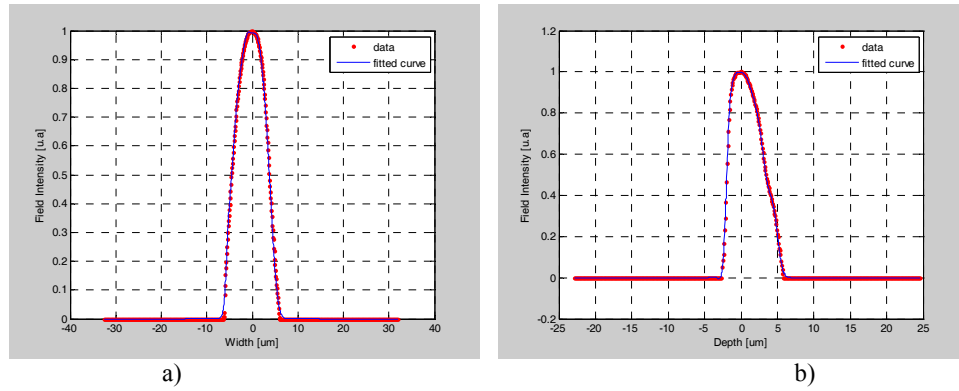 1
0.9
0.8
0.7
0.6
0.5
0.4
0.3
0.2
0.1
0
-40 -30 -20 -10 0 10 20 30 40
Width [um]
Field Intensity [u.a]
data
fitted curve
a)
1.2
1
0.8
0.6
0.4
0.2
0
-0.2
-25 -20 -15 -10 -5 0 5 10 15 20 25
Depth [um]
Field Intensity [u.a]
data
fitted curve
b)